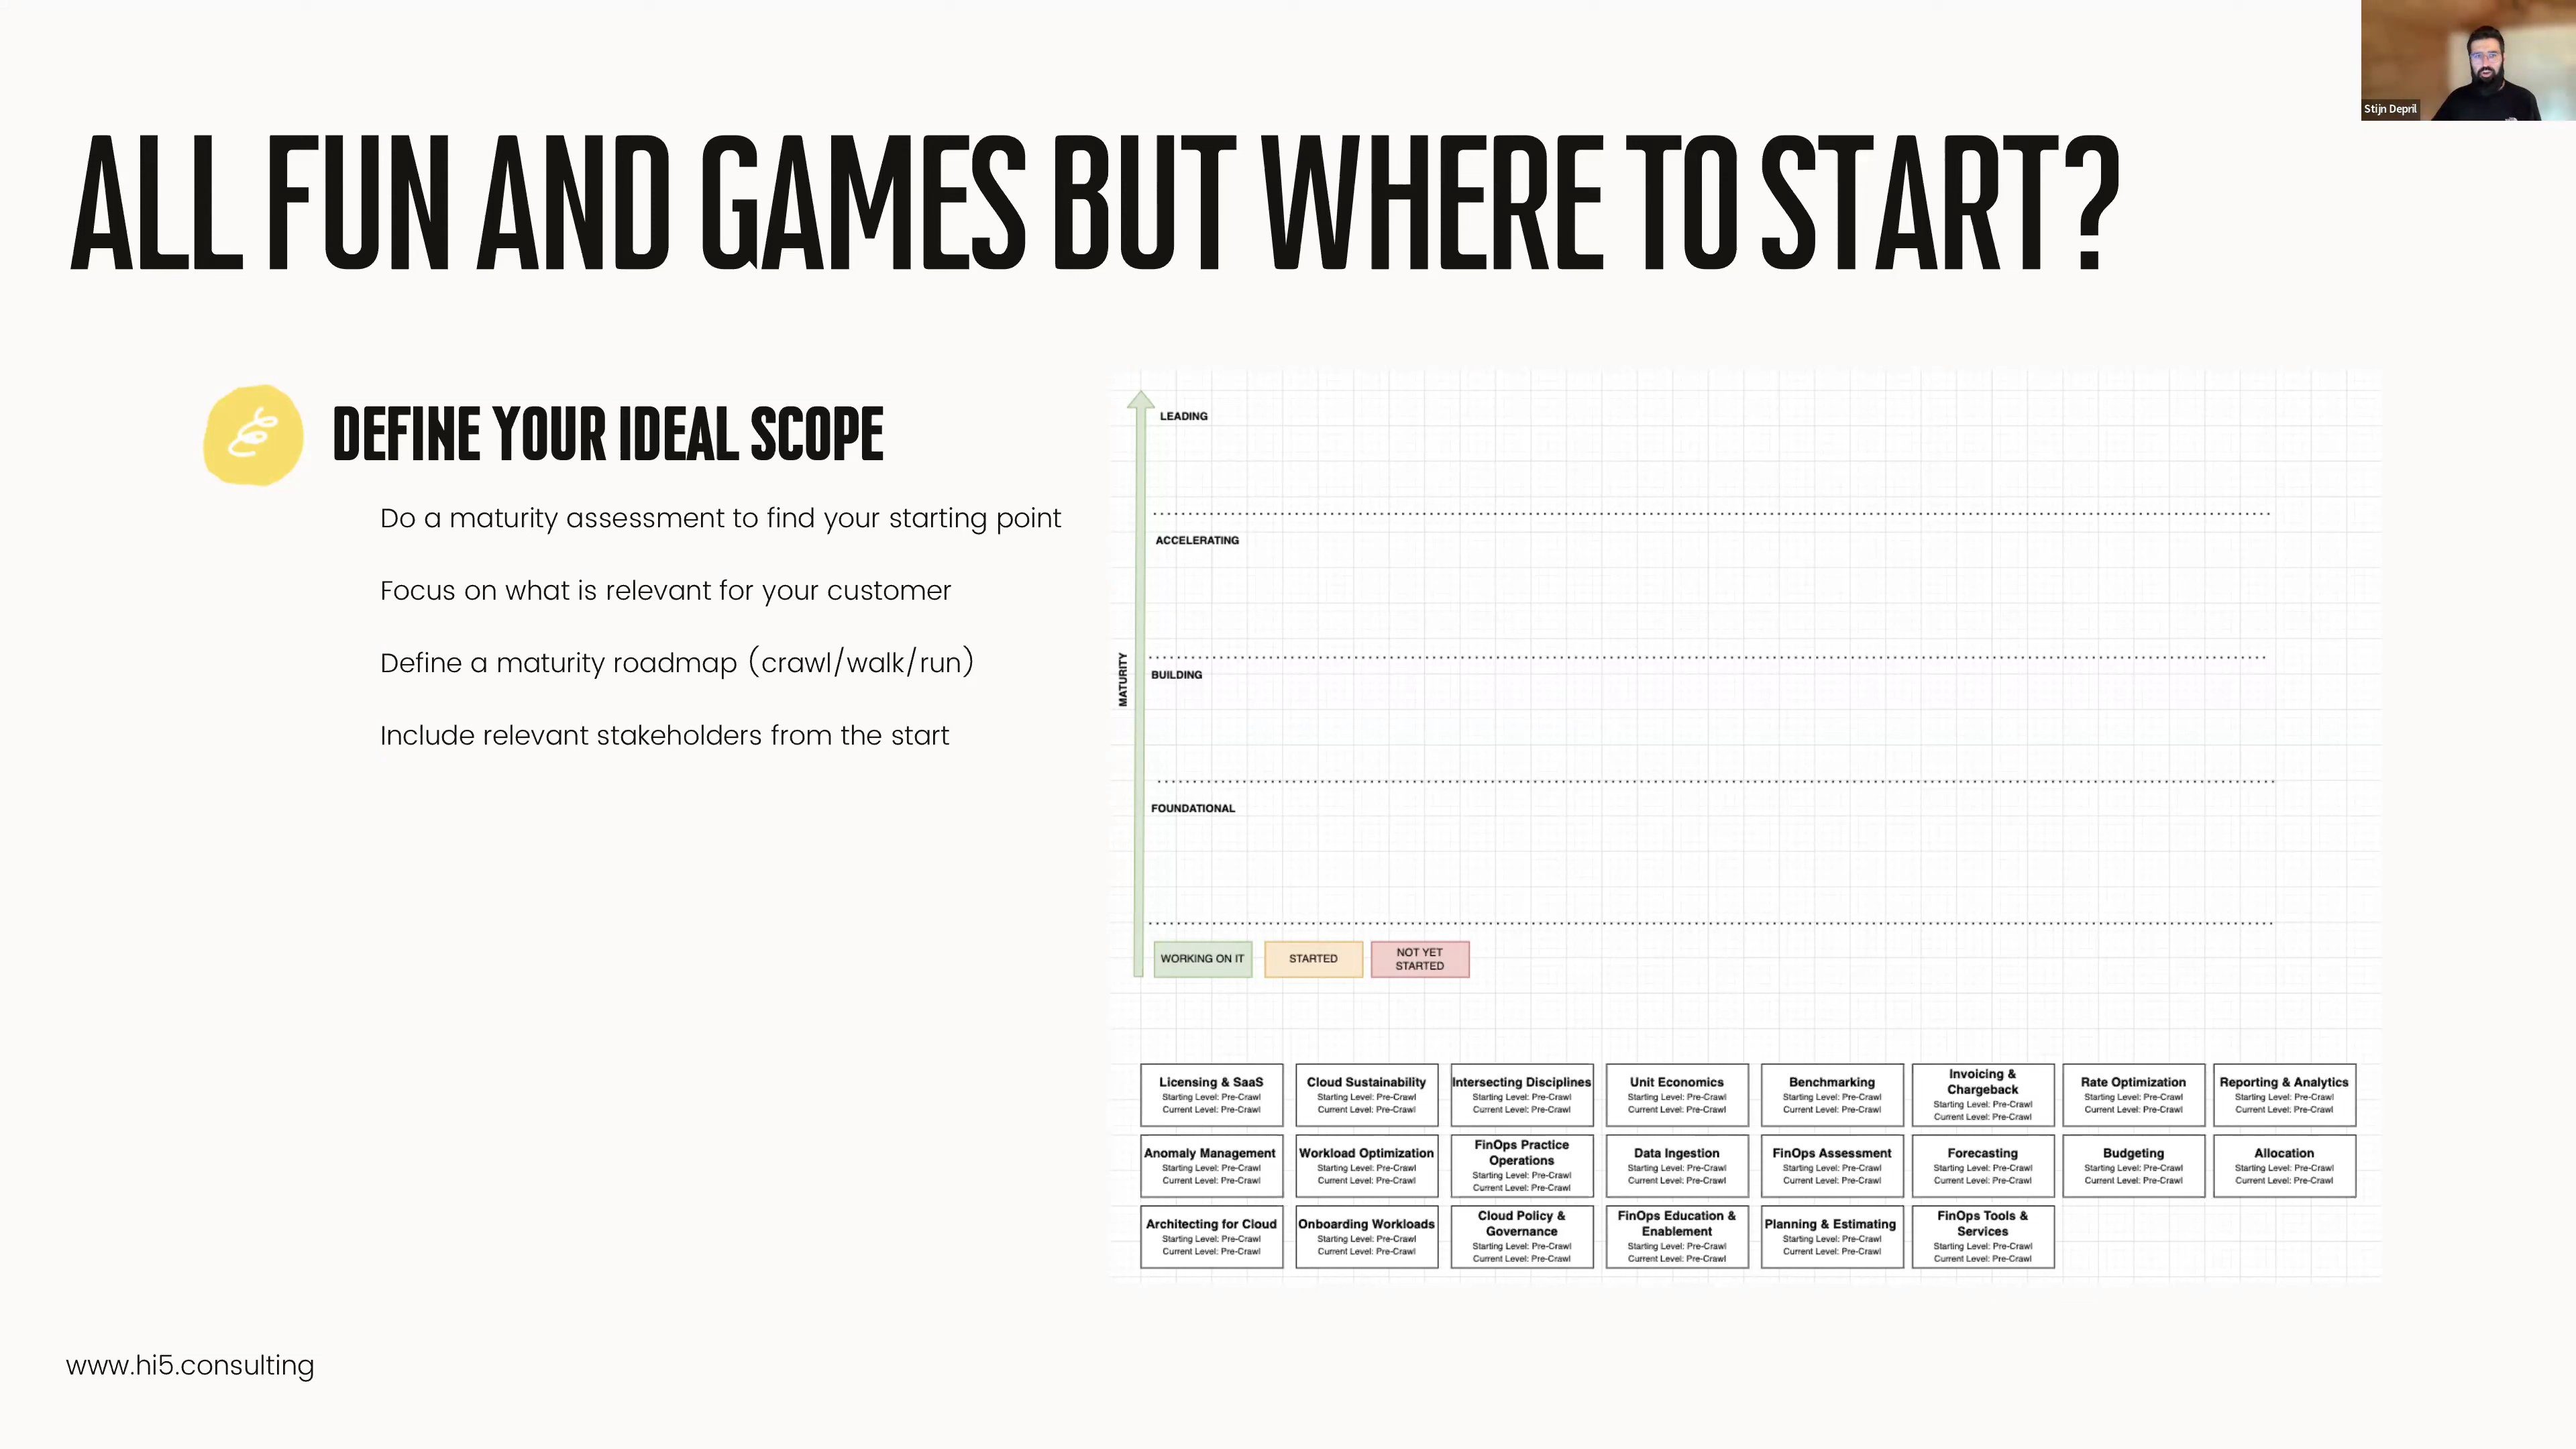 Stijn Depril
ALL FUN AND GAMES BUT WHERE TO START?
DEFINE YOUR IDEAL SCOPE
Do a maturity assessment to find your starting point
Focus on what is relevant for your customer
Define a maturity roadmap (crawl/walk/run)
Include relevant stakeholders from the start
MATURITY
LEADING
ACCELERATING
BUILDING
FOUNDATIONAL
WORKING ON IT
STARTED
NOT YET
STARTED
Licensing & SaaS
Starting Level: Pre-Crawl
Current Level: Pre-Crawl
Cloud Sustainability
Starting Level: Pre-Crawl
Current Level: Pre-Crawl
Intersecting Disciplines
Starting Level: Pre-Crawl
Current Level: Pre-Crawl
Unit Economics
Starting Level: Pre-Crawl
Current Level: Pre-Crawl
Benchmarking
Starting Level: Pre-Crawl
Current Level: Pre-Crawl
Invoicing &
Chargeback
Starting Level: Pre-Crawl
Current Level: Pre-Crawl
Rate Optimization
Starting Level: Pre-Crawl
Current Level: Pre-Crawl
Reporting & Analytics
Starting Level: Pre-Crawl
Current Level: Pre-Crawl
Anomaly Management
Starting Level: Pre-Crawl
Current Level: Pre-Crawl
Workload Optimization
Starting Level: Pre-Crawl
Current Level: Pre-Crawl
FinOps Practice
Operations
Starting Level: Pre-Crawl
Current Level: Pre-Crawl
Data Ingestion
Starting Level: Pre-Crawl
Current Level: Pre-Crawl
FinOps Assessment
Starting Level: Pre-Crawl
Current Level: Pre-Crawl
Forecasting
Starting Level: Pre-Crawl
Current Level: Pre-Crawl
Budgeting
Starting Level: Pre-Crawl
Current Level: Pre-Crawl
Allocation
Starting Level: Pre-Crawl
Current Level: Pre-Crawl
Architecting for Cloud
Starting Level: Pre-Crawl
Current Level: Pre-Crawl
Onboarding Workloads
Starting Level: Pre-Crawl
Current Level: Pre-Crawl
Cloud Policy &
Governance
Starting Level: Pre-Crawl
Current Level: Pre-Crawl
FinOps Education &
Enablement
Starting Level: Pre-Crawl
Current Level: Pre-Crawl
Planning & Estimating
Starting Level: Pre-Crawl
Current Level: Pre-Crawl
FinOps Tools &
Services
Starting Level: Pre-Crawl
Current Level: Pre-Crawl
www.hi5.consulting